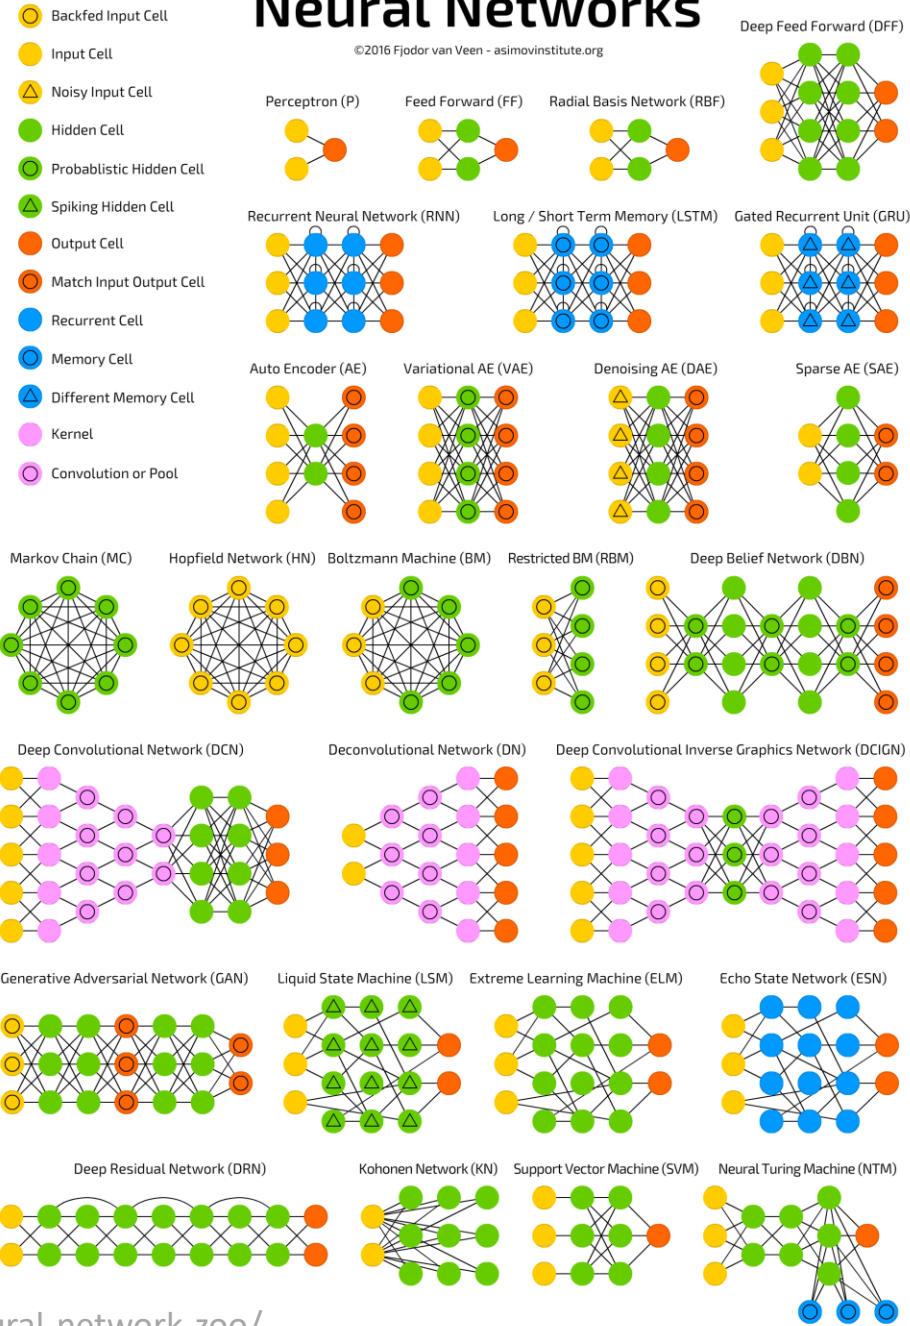 Neural Networks
©2016 Fjodor van Veen - asimovinstitute.org
Backfed Input Cell
Input Cell
Noisy Input Cell
Hidden Cell
Probablistic Hidden Cell
Spiking Hidden Cell
Output Cell
Match Input Output Cell
Recurrent Cell
Memory Cell
Different Memory Cell
Kernel
Convolution or Pool
Deep Feed Forward (DFF)
Perceptron (P)
Feed Forward (FF)
Radial Basis Network (RBF)
Recurrent Neural Network (RNN)
Long / Short Term Memory (LSTM)
Gated Recurrent Unit (GRU)
Auto Encoder (AE)
Variational AE (VAE)
Denoising AE (DAE)
Sparse AE (SAE)
Markov Chain (MC)
Hopfield Network (HN)
Boltzmann Machine (BM)
Restricted BM (RBM)
Deep Belief Network (DBN)
Deep Convolutional Network (DCN)
Deconvolutional Network (DN)
Deep Convolutional Inverse Graphics Network (DCIGN)
Generative Adversarial Network (GAN)
Liquid State Machine (LSM)
Extreme Learning Machine (ELM)
Echo State Network (ESN)
Deep Residual Network (DRN)
Kohonen Network (KN)
Support Vector Machine (SVM)
Neural Turing Machine (NTM)
ural-network-zoo/